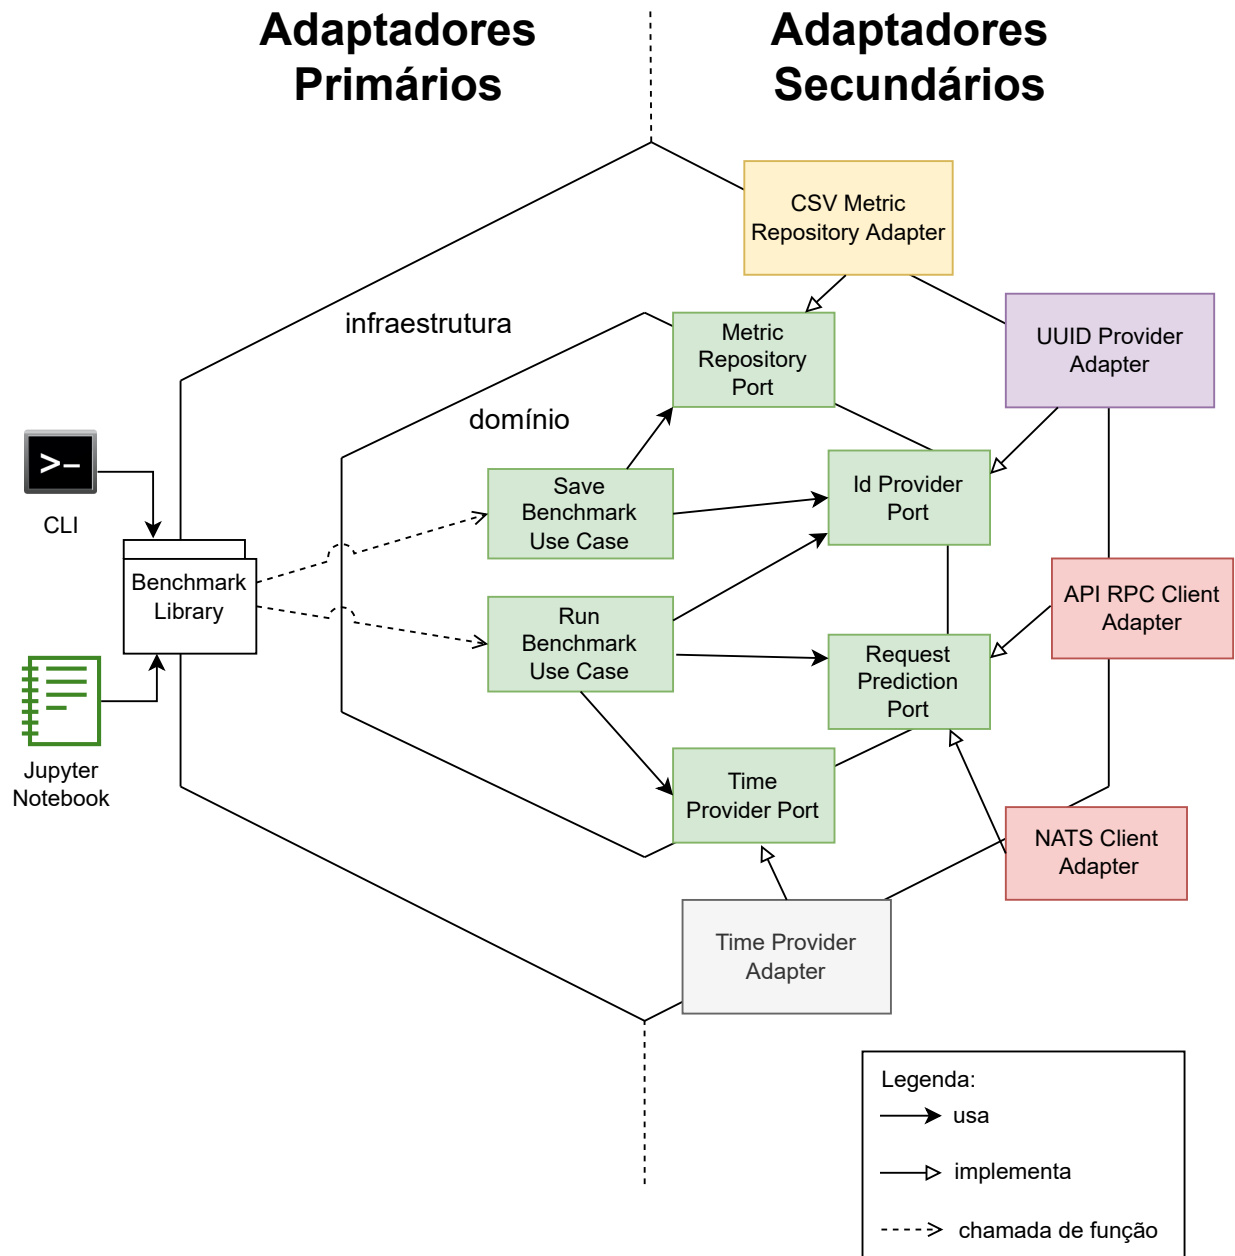 Adaptadores
Primários
Adaptadores
Secundários
CSV Metric
Repository Adapter
infraestrutura
Metric
Repository
Port
UUID Provider
Adapter
domínio
CLI
Save
Benchmark
Use Case
Id Provider
Port
Benchmark
Library
Run
Benchmark
Use Case
Request
Prediction
Port
API RPC Client
Adapter
Jupyter
Notebook
Time
Provider Port
NATS Client
Adapter
Time Provider
Adapter
Legenda:
usa
implementa
chamada de função